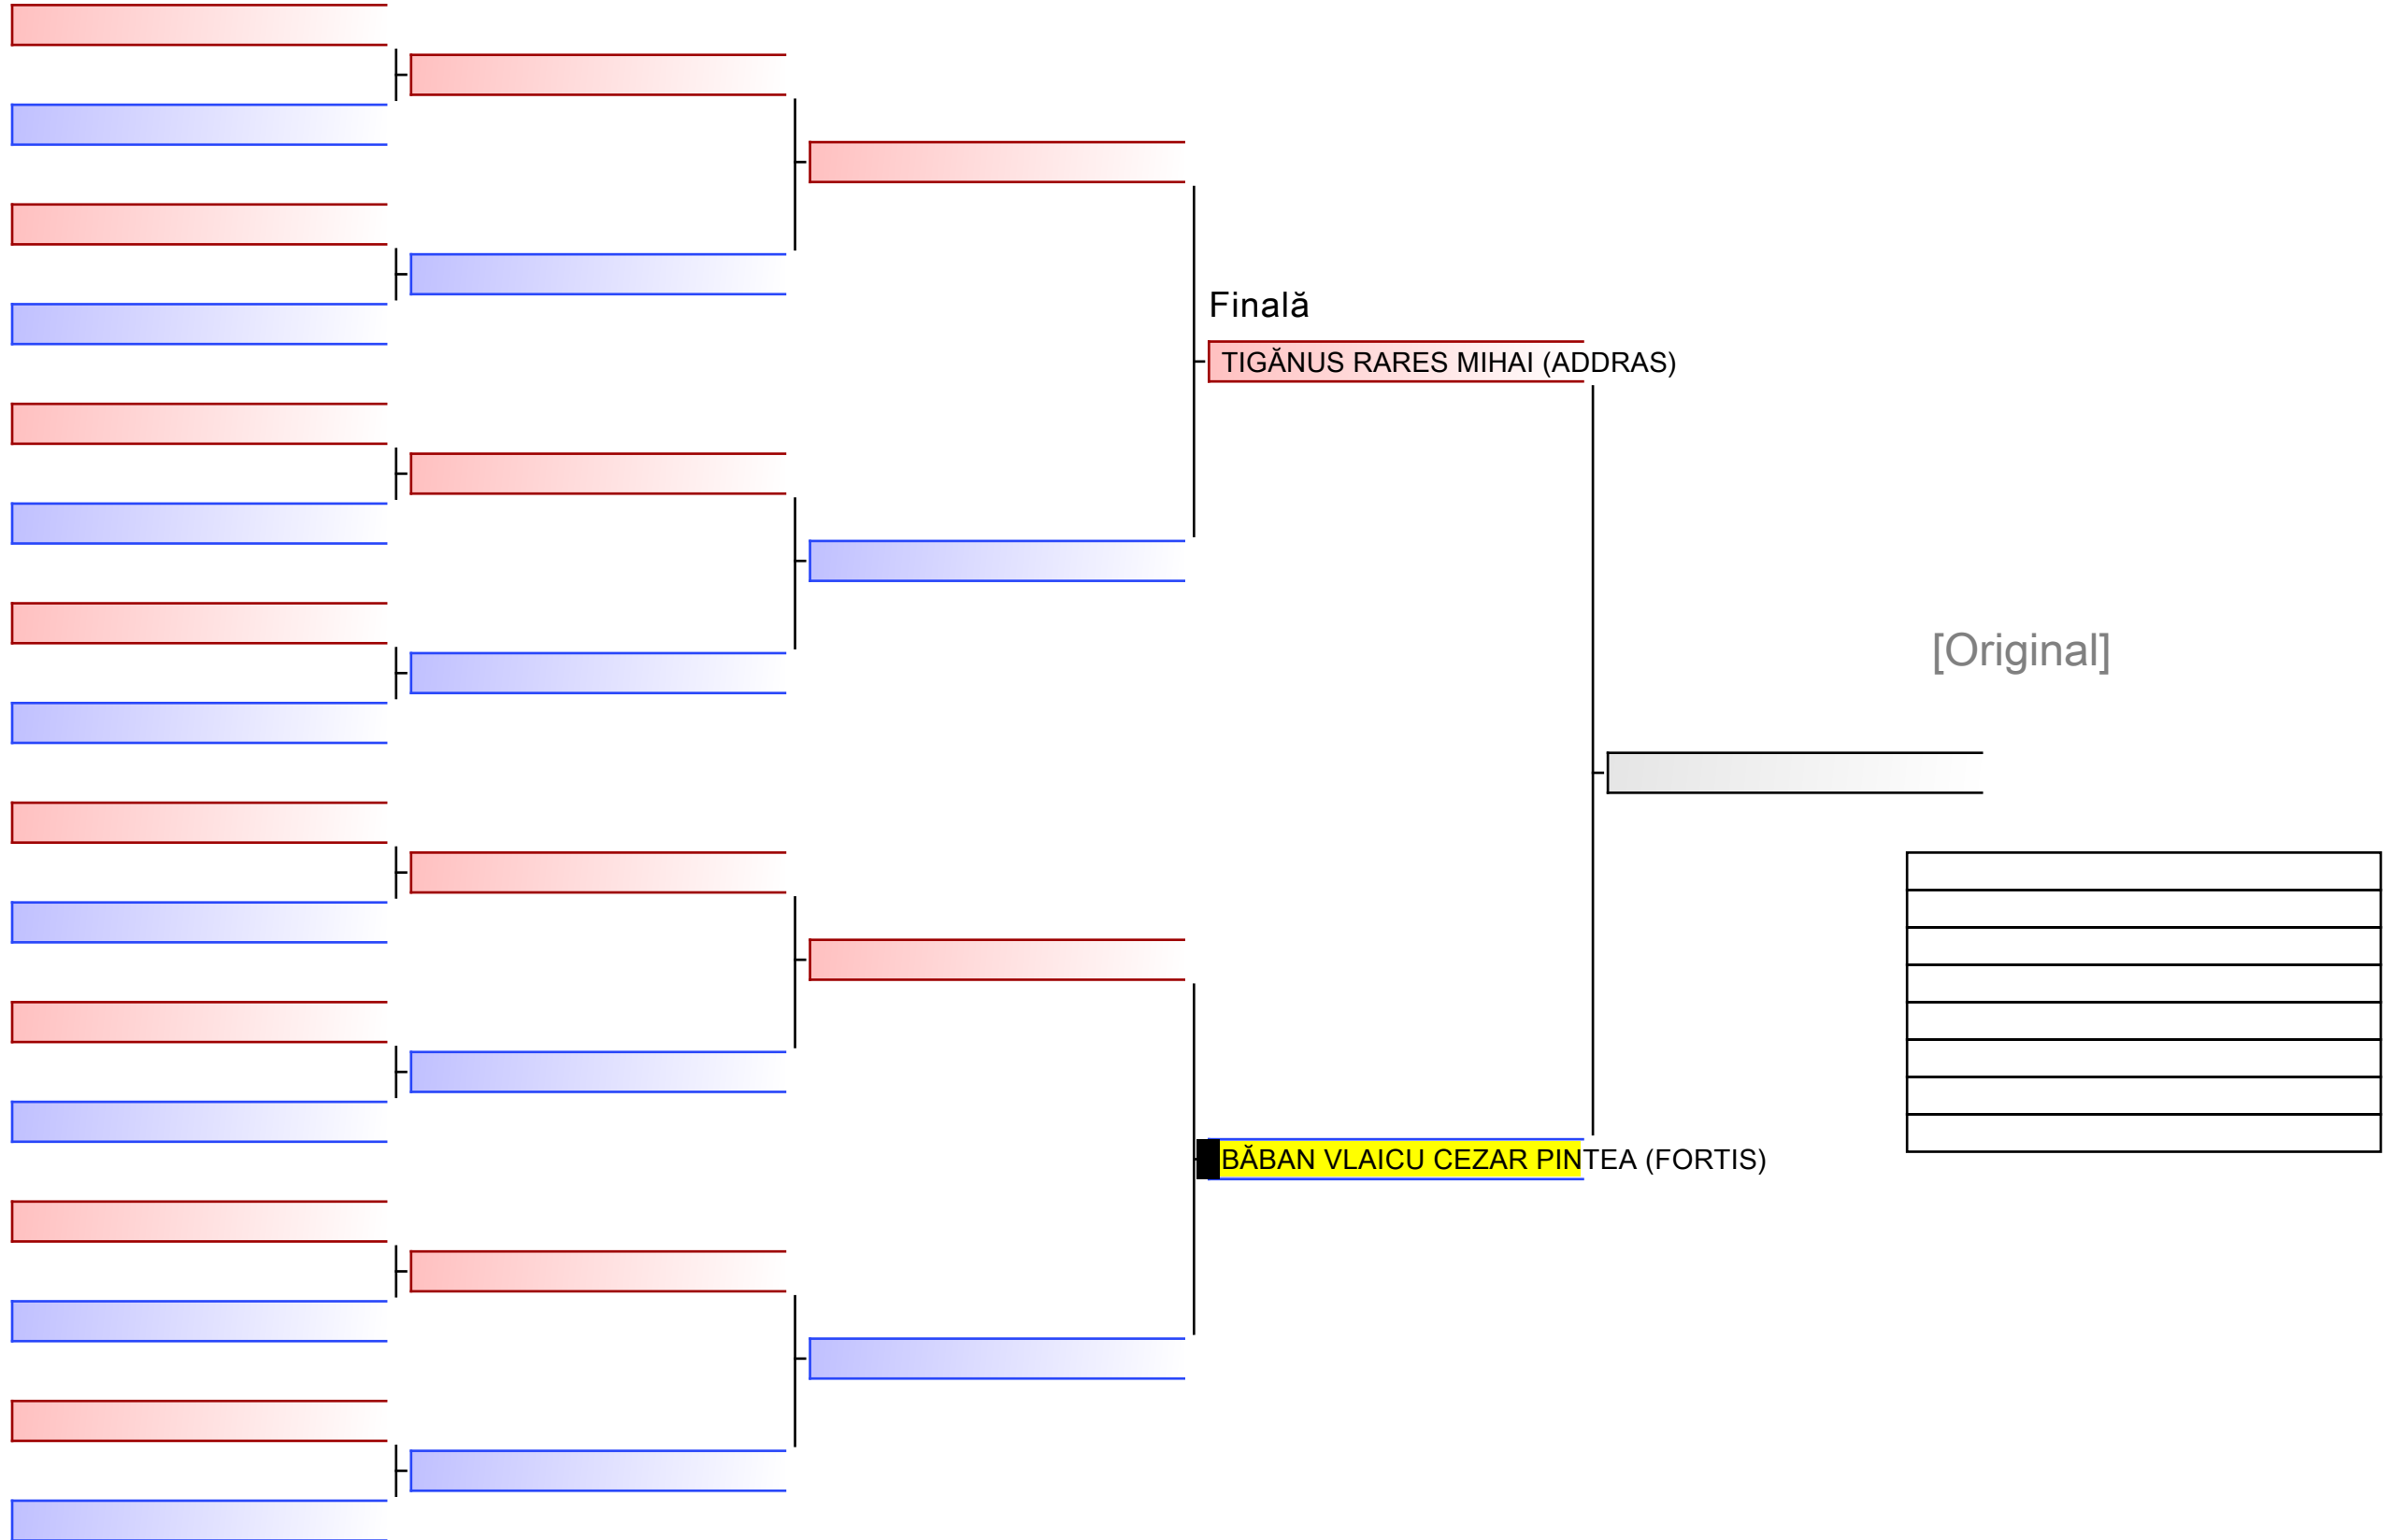 Finală
TIGĂNUS RARES MIHAI (ADDRAS)
[Original]
BĂBAN VLAICU CEZAR PINTEA (FORTIS)